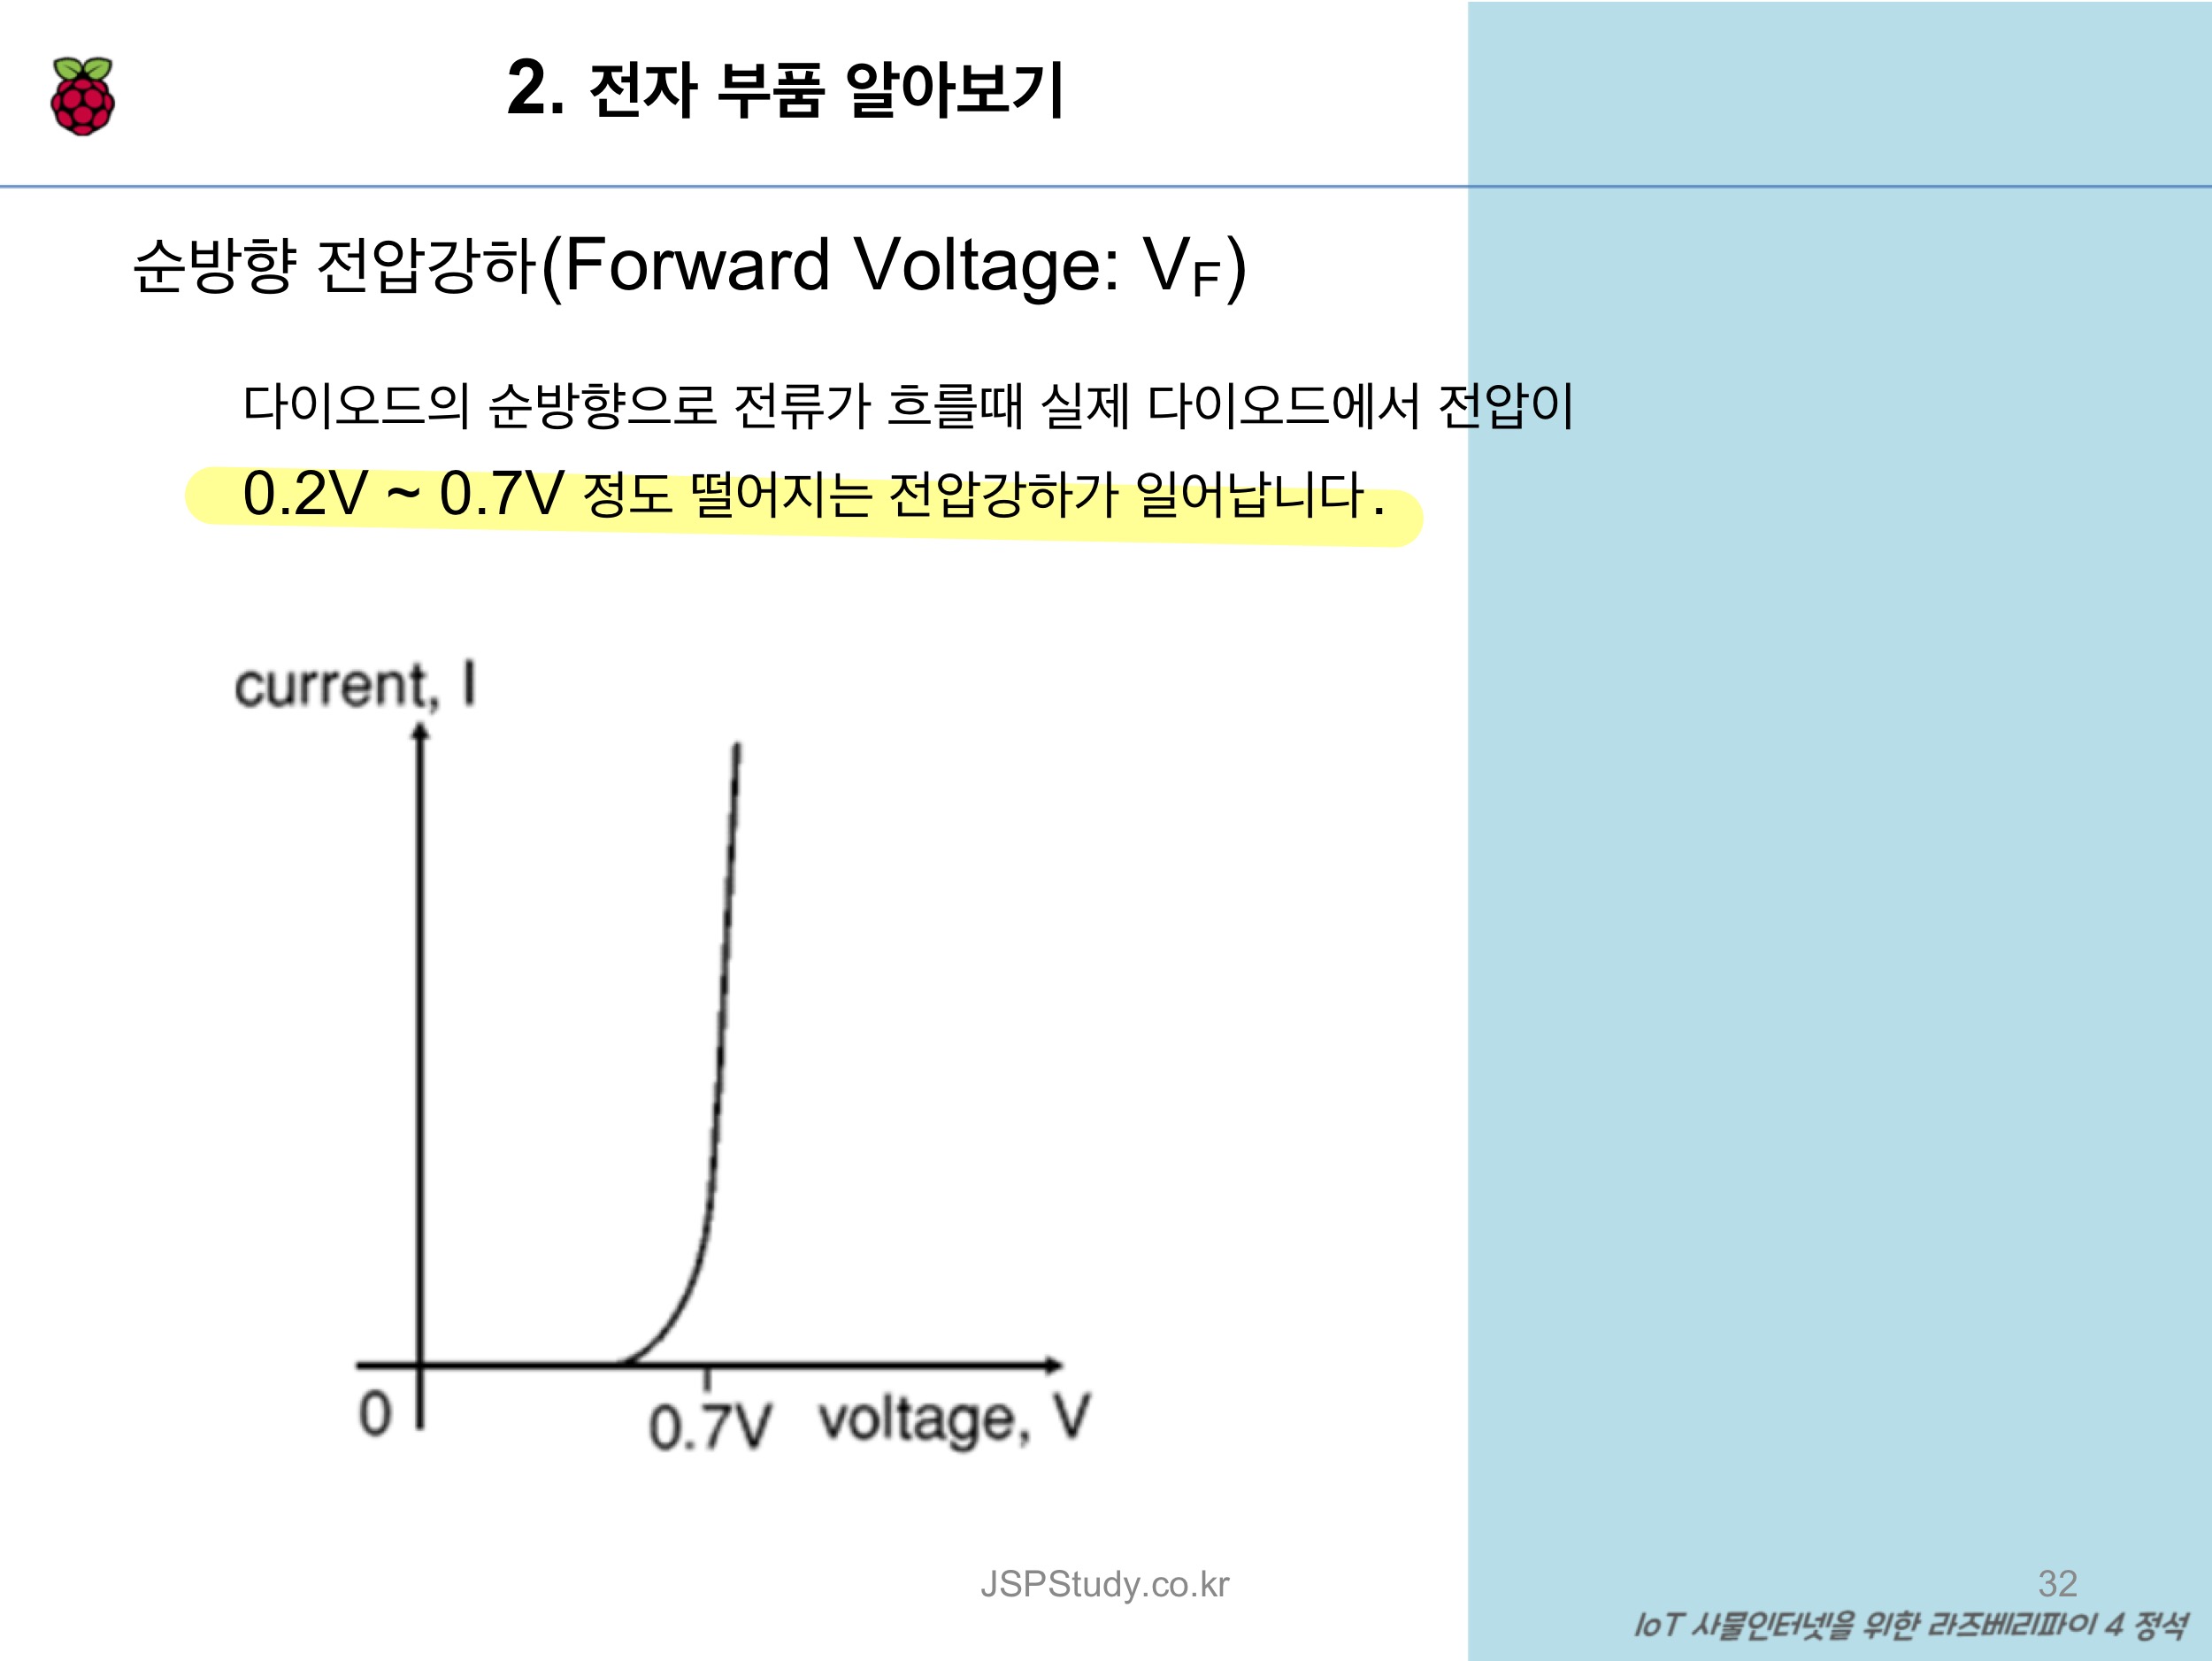 2. 전자 부품 알아보기
순방향 전압강하(Forward Voltage: VF)
다이오드의 순방향으로 전류가 흐를때 실제 다이오드에서 전압이
0.2V ~ 0.7V 정도 떨어지는 전압강하가 일어납니다.
current, I
0
0.7V
voltage, V
JSPStudy.co.kr
32
IoT 사물인터넷을 위한 라즈베리파이 4 정석